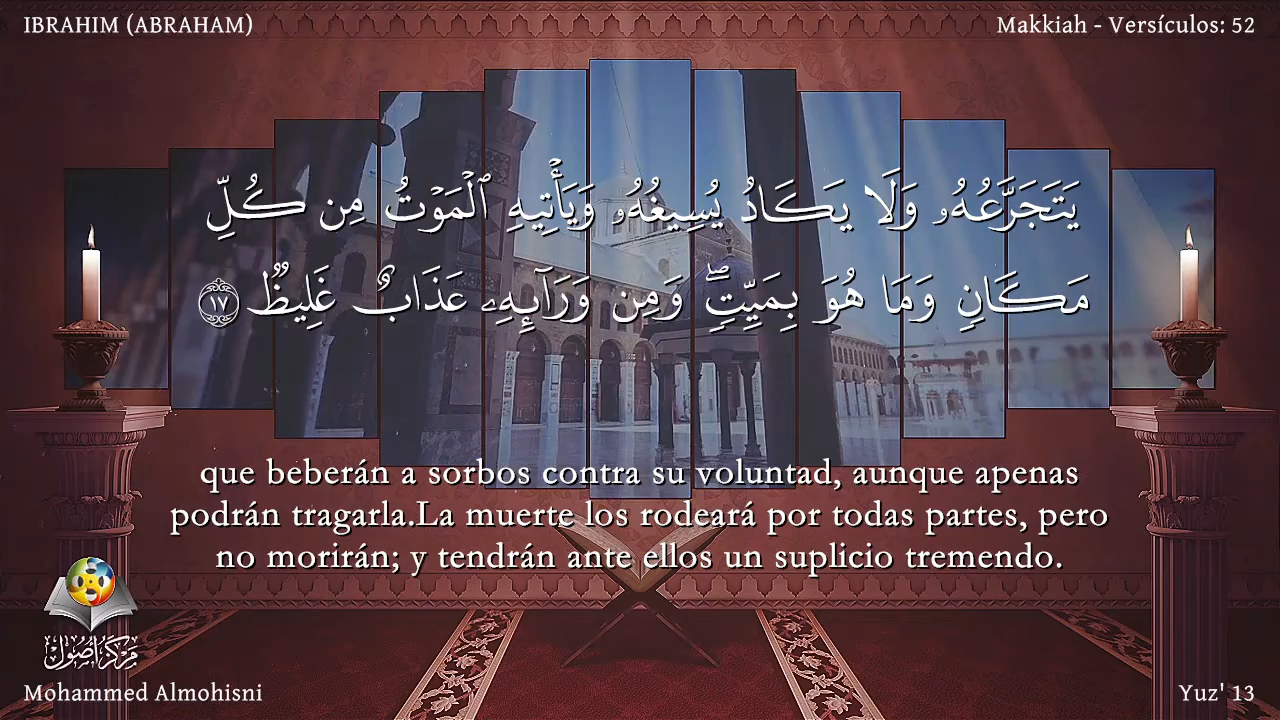 IBRAHIM (ABRAHAM)
Makkiah - Versículos: 52
يَتَجَرَّعُهُۥ وَلَا يَكَادُ يُسِيغُهُۥ وَيَأۡتِيهِ ٱلۡمَوۡتُ مِن كُلِّ
مَكَانٖ وَمَا هُوَ بِمَيِّتٖۖ وَمِن وَرَآئِهِۦ عَذَابٌ غَلِيظٞ ١٧
que beberán a sorbos contra su voluntad, aunque apenas
podrán tragarla.La muerte los rodeará por todas partes, pero
no morirán; y tendrán ante ellos un suplicio tremendo.
مركز أصول
Mohammed Almohisni
Yuz' 13